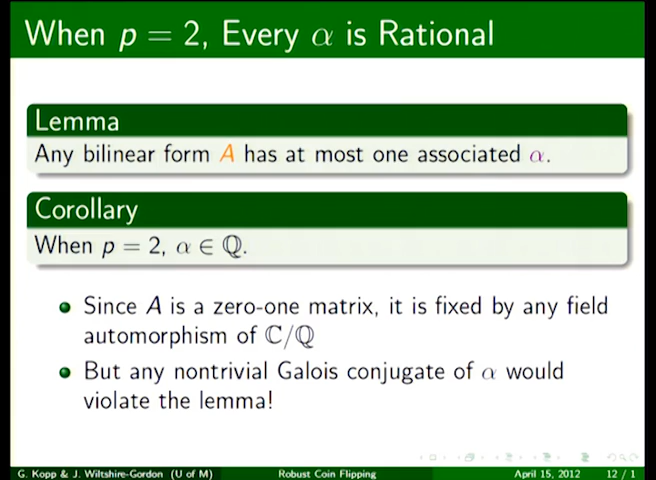 When p = 2, Every α is Rational
Lemma
Any bilinear form A has at most one associated α.
Corollary
When p = 2, α ∈ ℚ.
Since A is a zero-one matrix, it is fixed by any field
automorphism of ℂ/ℚ
But any nontrivial Galois conjugate of α would
violate the lemma!
G. Kopp & J. Wiltshire-Gordon (U of M) Robust Coin Flipping April 15, 2012 12 / 1